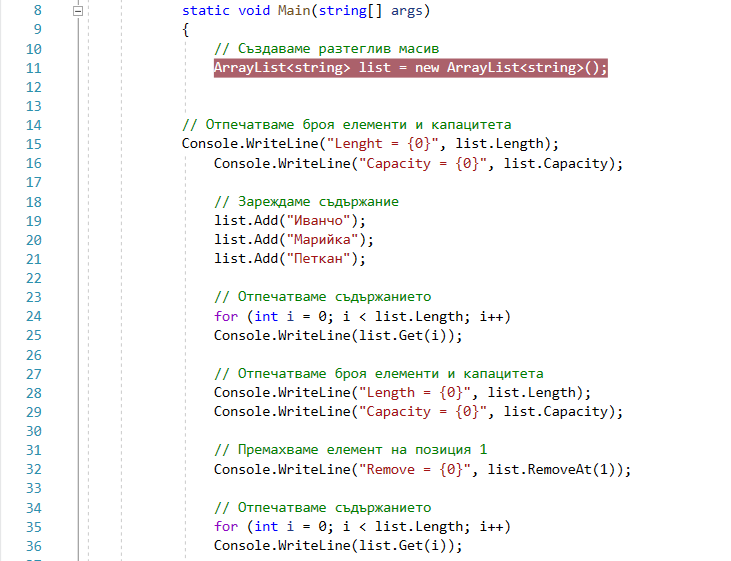 8 static void Main(string[] args)
9 {
10 // Създаваме разтеглив масив
11 ArrayList<string> list = new ArrayList<string>();
12
13
14 // Отпечатваме броя елементи и капацитета
15 Console.WriteLine("Lenght = {0}", list.Length);
16 Console.WriteLine("Capacity = {0}", list.Capacity);
17
18 // Зареждаме съдържание
19 list.Add("Иванчо");
20 list.Add("Марийка");
21 list.Add("Петкан");
22
23 // Отпечатваме съдържанието
24 for (int i = 0; i < list.Length; i++)
25 Console.WriteLine(list.Get(i));
26
27 // Отпечатваме броя елементи и капацитета
28 Console.WriteLine("Length = {0}", list.Length);
29 Console.WriteLine("Capacity = {0}", list.Capacity);
30
31 // Премахваме елемент на позиция 1
32 Console.WriteLine("Remove = {0}", list.RemoveAt(1));
33
34 // Отпечатваме съдържанието
35 for (int i = 0; i < list.Length; i++)
36 Console.WriteLine(list.Get(i));